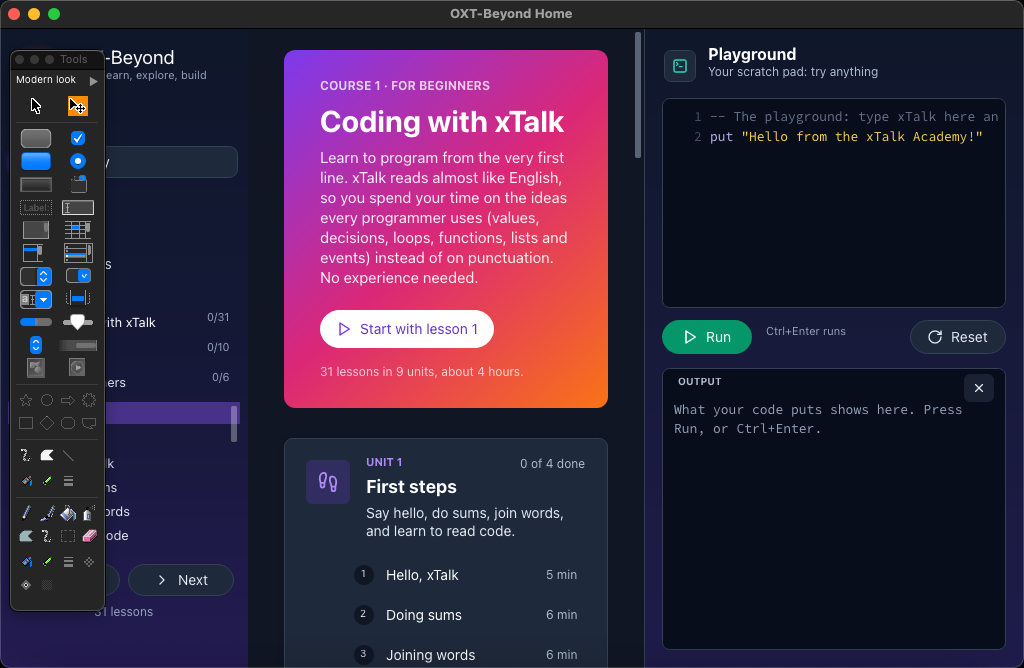 OXT-Beyond Home
Tools
Modern look
Label:
-Beyond
earn, explore, build
y
s
ith xTalk
0/31
0/10
ers
0/6
lk
ns
ords
ode
Next
31 lessons
COURSE 1 · FOR BEGINNERS
Coding with xTalk
Learn to program from the very first
line. xTalk reads almost like English,
so you spend your time on the ideas
every programmer uses (values,
decisions, loops, functions, lists and
events) instead of on punctuation.
No experience needed.
Start with lesson 1
31 lessons in 9 units, about 4 hours.
UNIT 1
0 of 4 done
First steps
Say hello, do sums, join words,
and learn to read code.
1 Hello, xTalk 5 min
2 Doing sums 6 min
3 Joining words 6 min
Playground
Your scratch pad: try anything
1 -- The playground: type xTalk here an
2 put "Hello from the xTalk Academy!"
Run
Ctrl+Enter runs
Reset
OUTPUT
What your code puts shows here. Press
Run, or Ctrl+Enter.